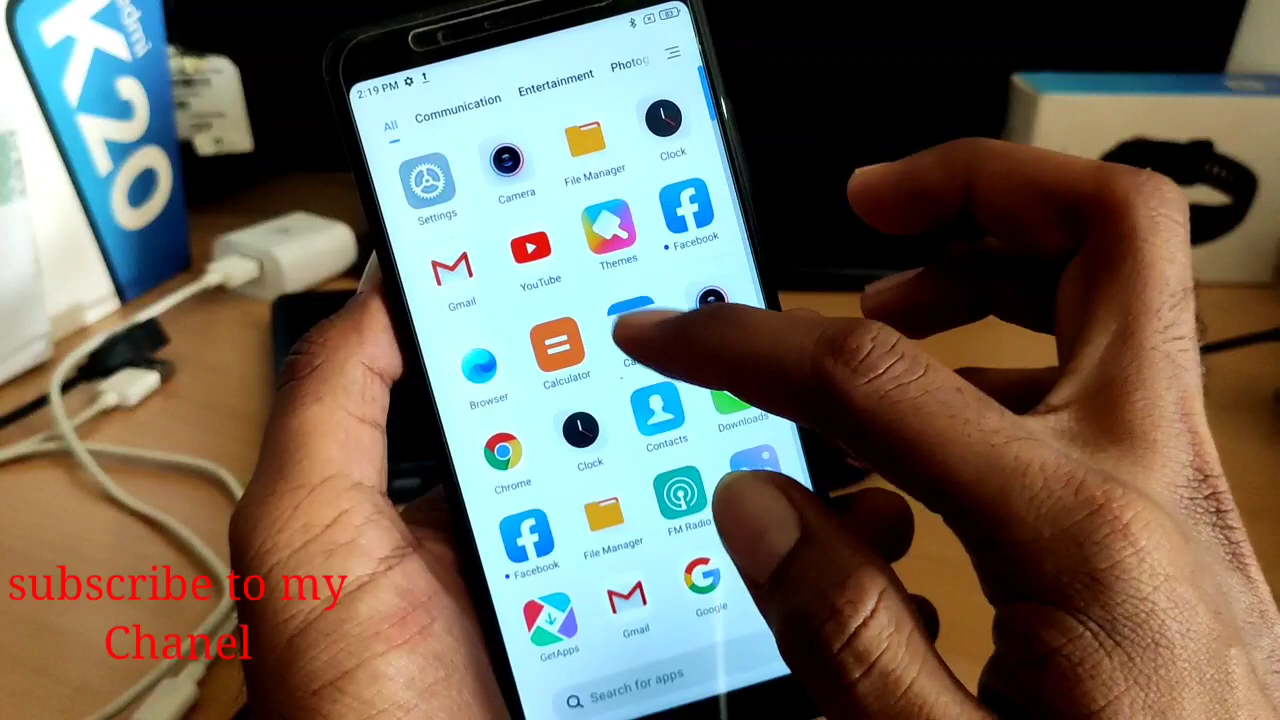 Redmi
K20
2:19 PM
83
All
Communication
Entertainment
Photog
Settings
Camera
File Manager
Clock
Gmail
YouTube
Themes
Facebook
Browser
Calculator
Chrome
Clock
Contacts
Downloads
Facebook
File Manager
FM Radio
GetApps
Gmail
Google
Search for apps
subscribe to my
Chanel